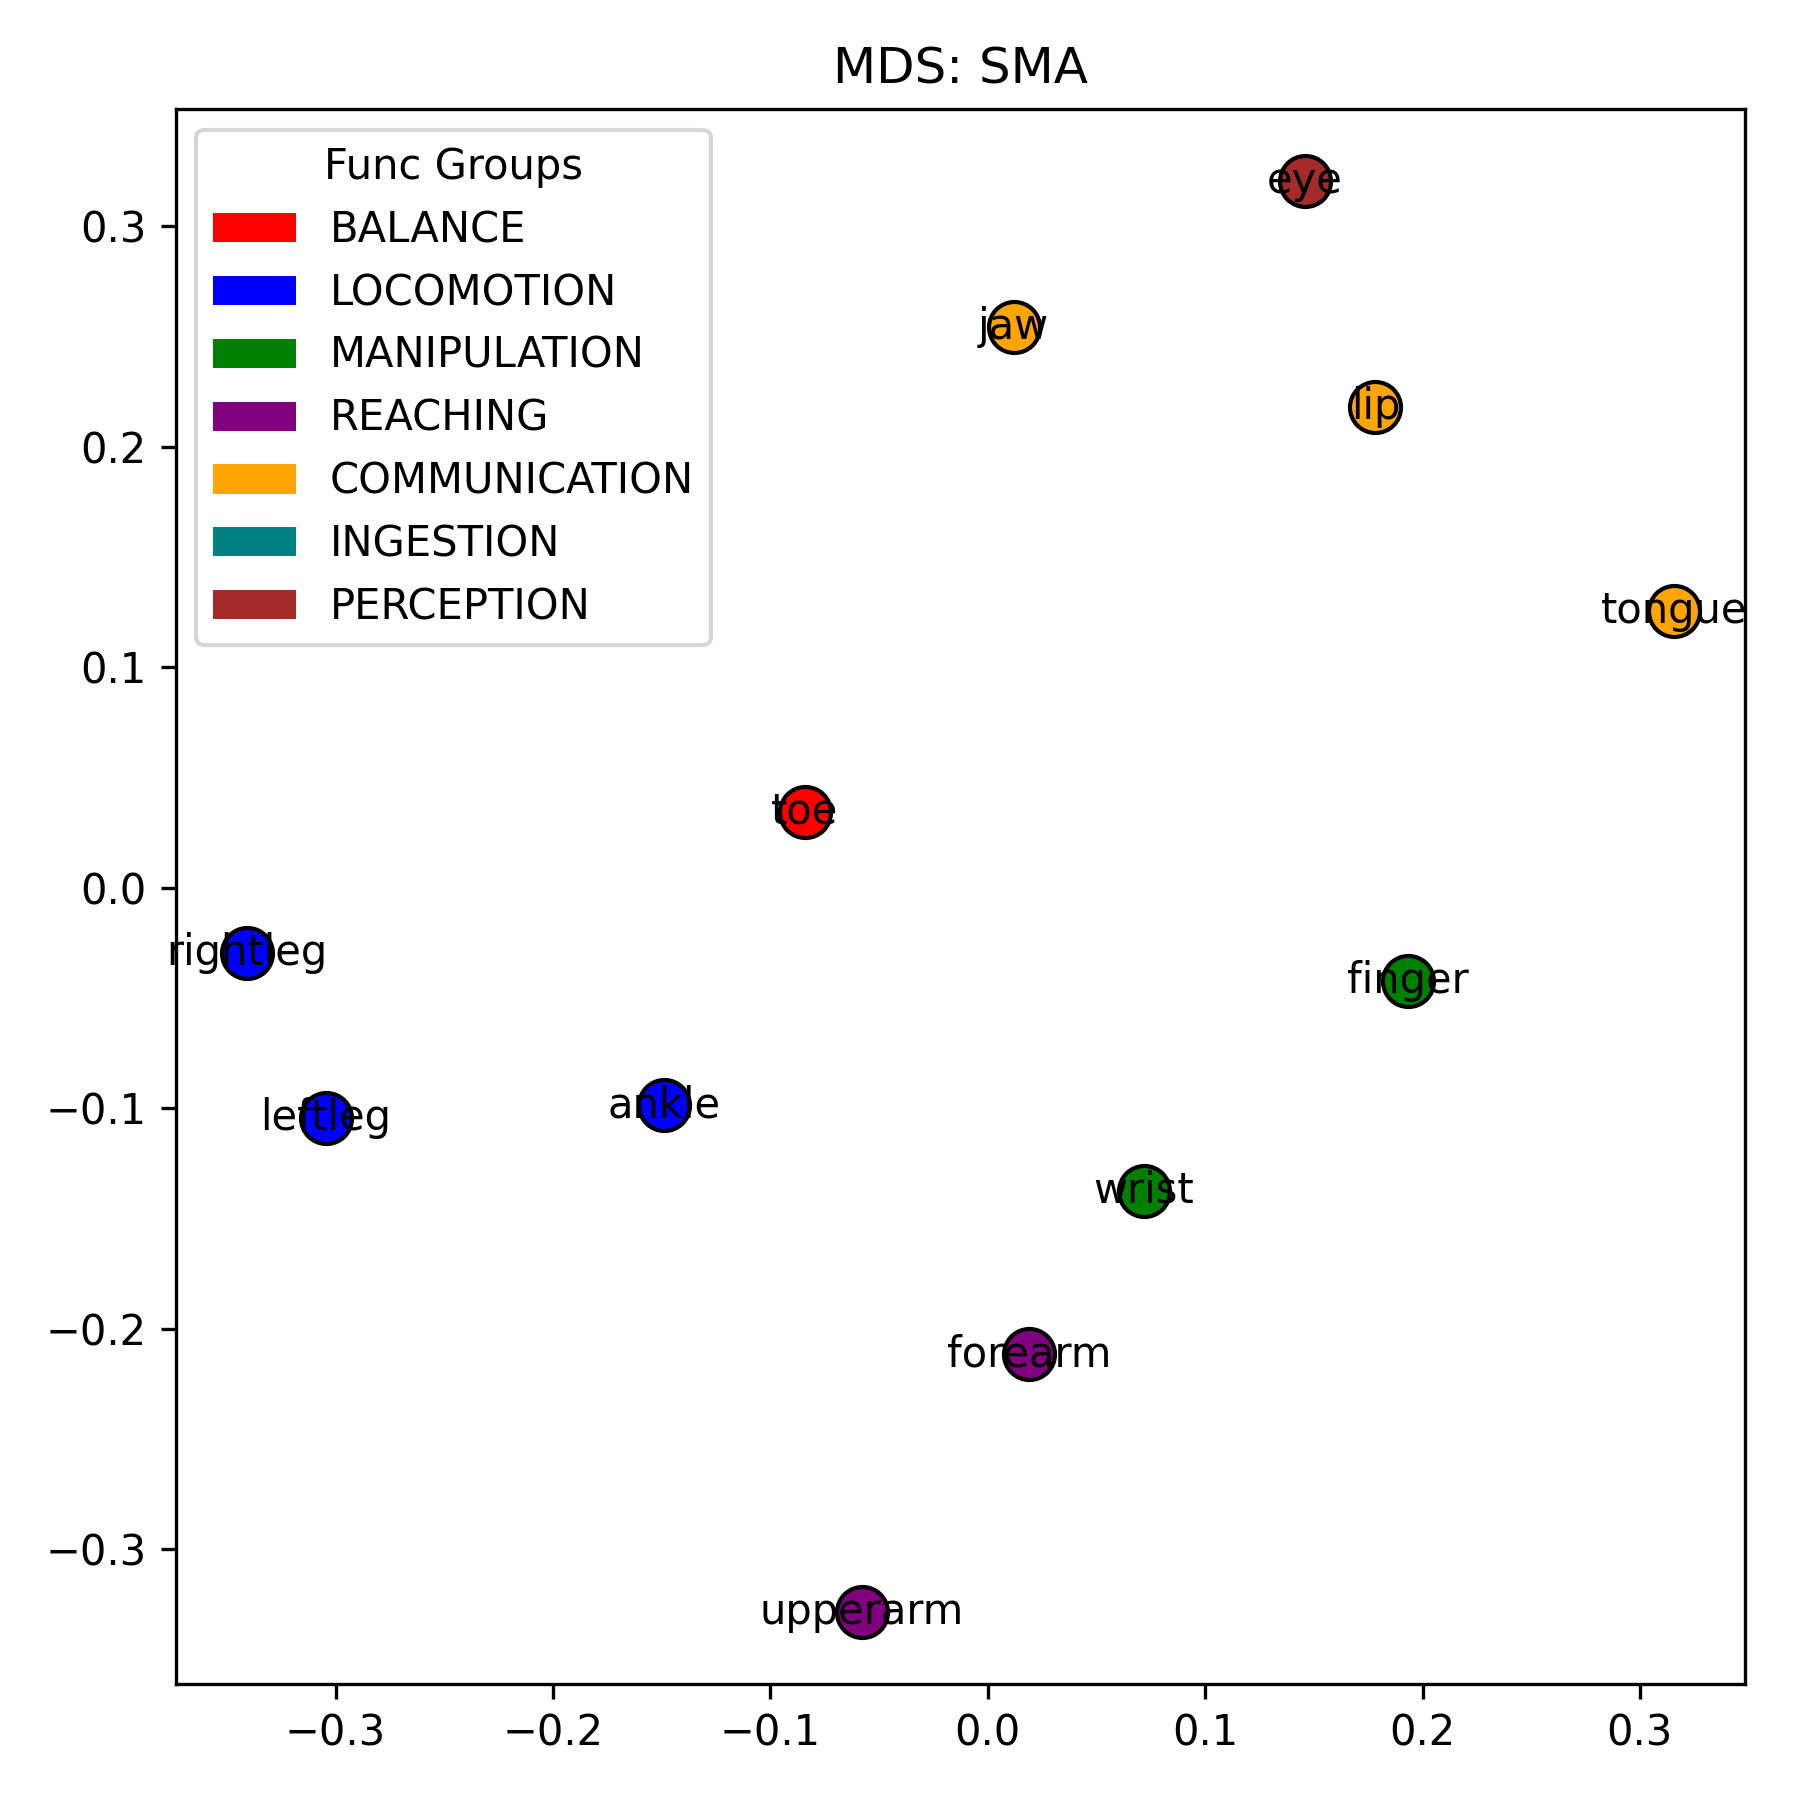 MDS: SMA
Func Groups
BALANCE
LOCOMOTION
MANIPULATION
REACHING
COMMUNICATION
INGESTION
PERCEPTION
eye
jaw
lip
tongue
toe
rightleg
finger
leftleg
ankle
wrist
forearm
upperarm
0.3
0.2
0.1
0.0
−0.1
−0.2
−0.3
−0.3 −0.2 −0.1 0.0 0.1 0.2 0.3